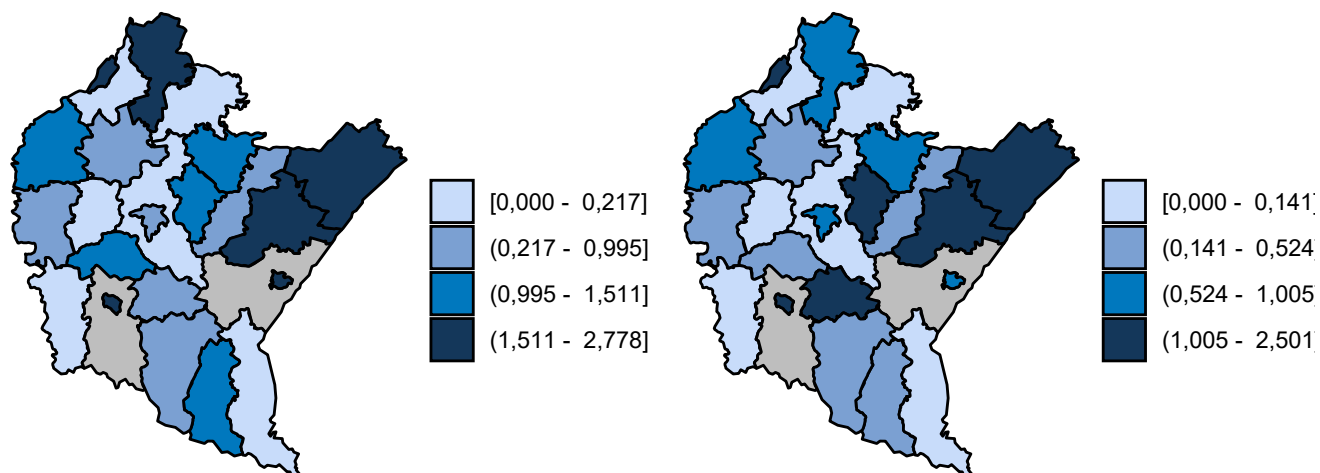 [0,000 - 0,217]
(0,217 - 0,995]
(0,995 - 1,511]
(1,511 - 2,778]
[0,000 - 0,141]
(0,141 - 0,524]
(0,524 - 1,005]
(1,005 - 2,501]